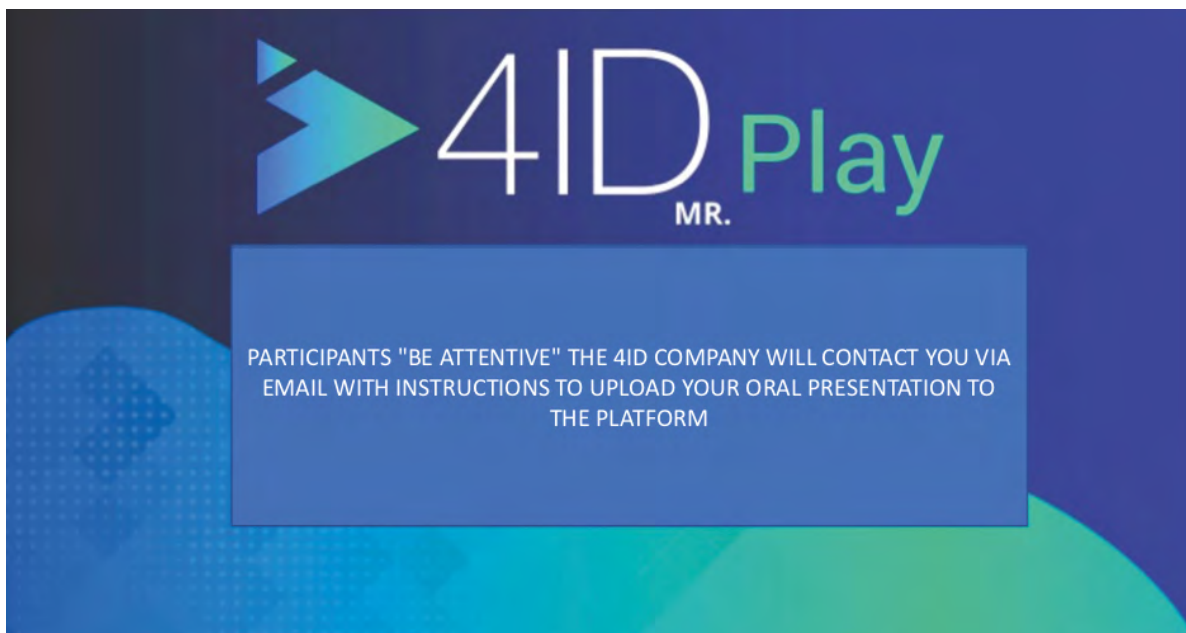 4ID Play
MR.
PARTICIPANTS "BE ATTENTIVE" THE 4ID COMPANY WILL CONTACT YOU VIA
EMAIL WITH INSTRUCTIONS TO UPLOAD YOUR ORAL PRESENTATION TO
THE PLATFORM